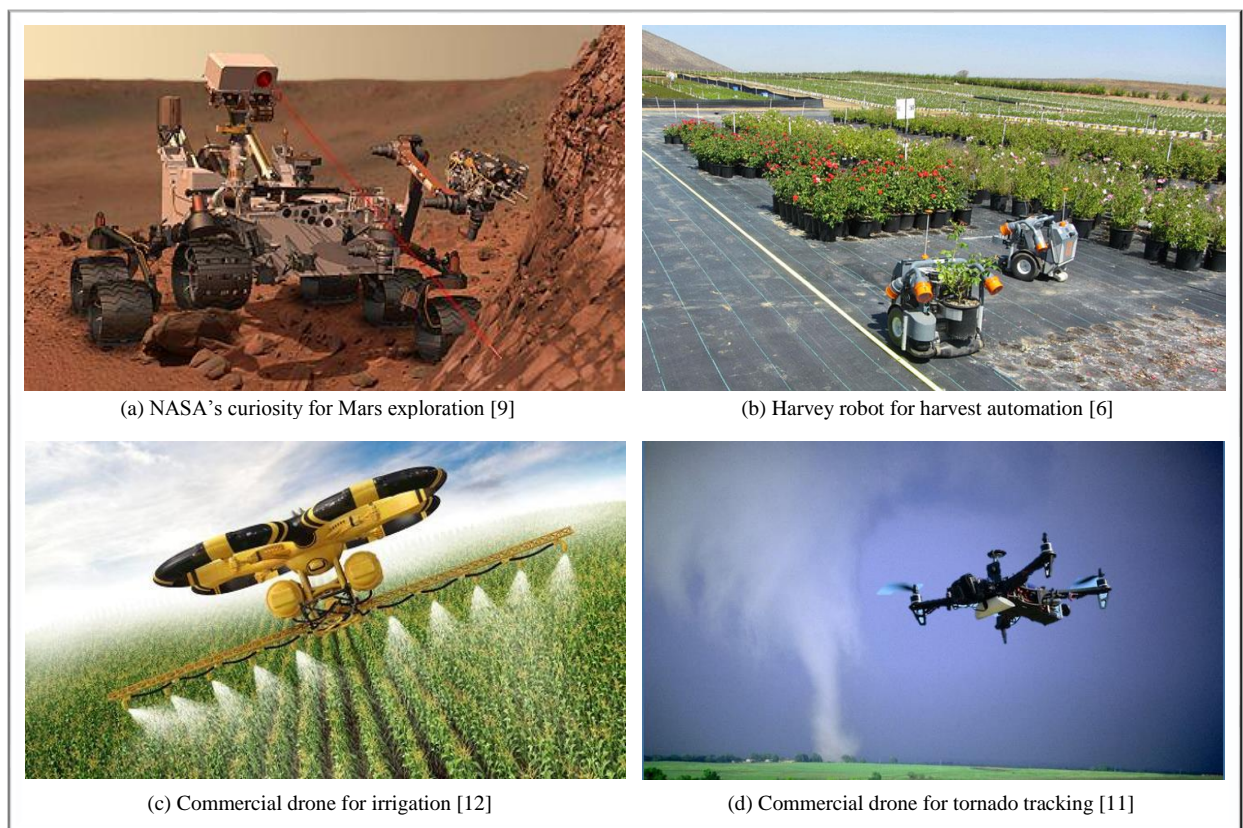 (a) NASA’s curiosity for Mars exploration [9]
(b) Harvey robot for harvest automation [6]
(c) Commercial drone for irrigation [12]
(d) Commercial drone for tornado tracking [11]